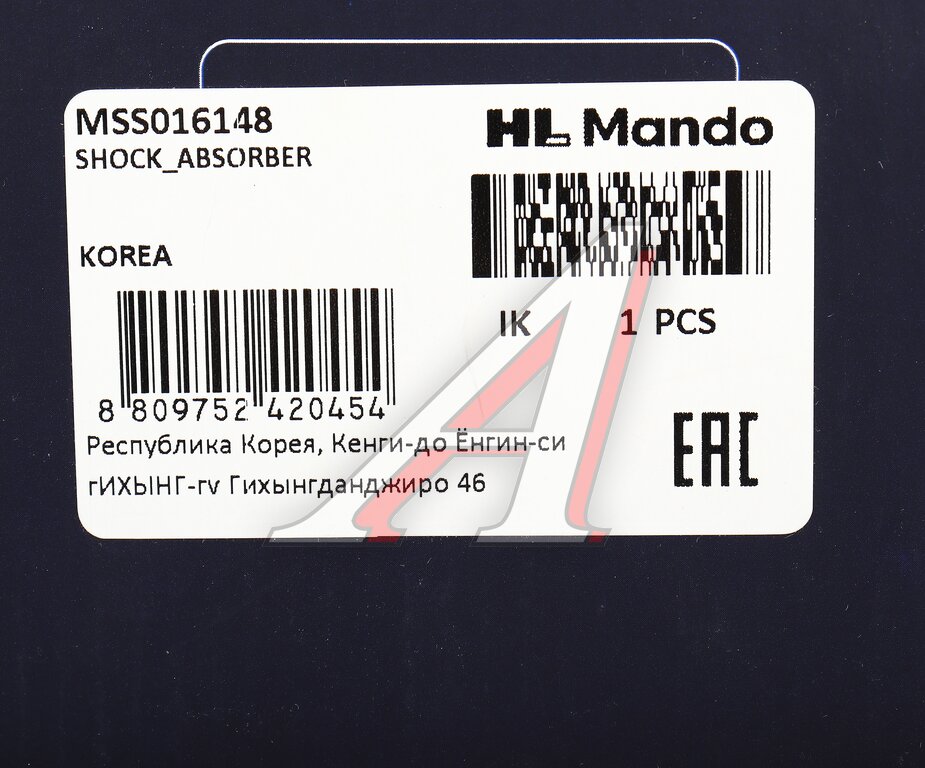 MSS016148
SHOCK_ABSORBER
HL Mando
KOREA
IK 1 PCS
8 809752 420454
Республика Корея, Кенги-до Ёнгин-си
гИХЫНГ-гv Гихынгданджиро 46
EAC